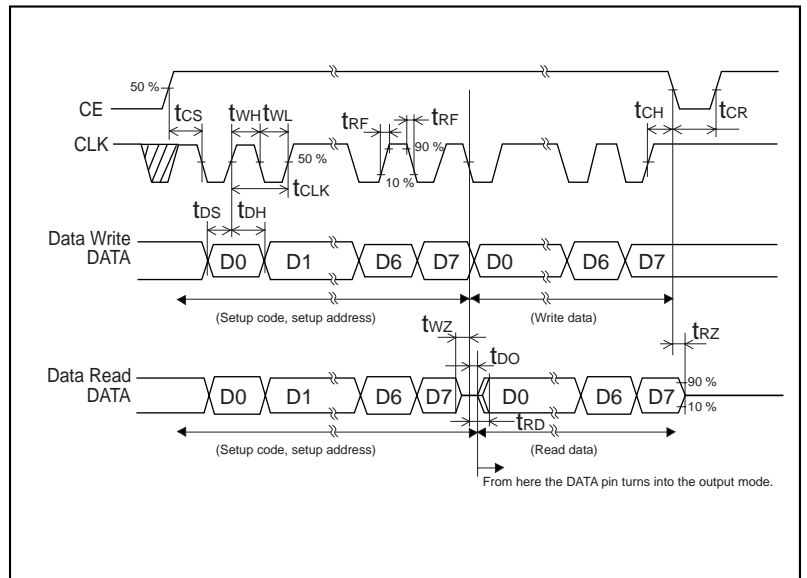 50 %
CE
tCS tWH tWL tRF tRF tCH tCR
CLK
50 %
90 %
10 %
tCLK
tDS tDH
Data Write
DATA
D0 D1 D6 D7 D0 D6 D7
(Setup code, setup address) (Write data)
tWZ tDO tRZ
Data Read
DATA
D0 D1 D6 D7 D0 D6 D7
90 %
10 %
tRD
(Setup code, setup address) (Read data)
From here the DATA pin turns into the output mode.